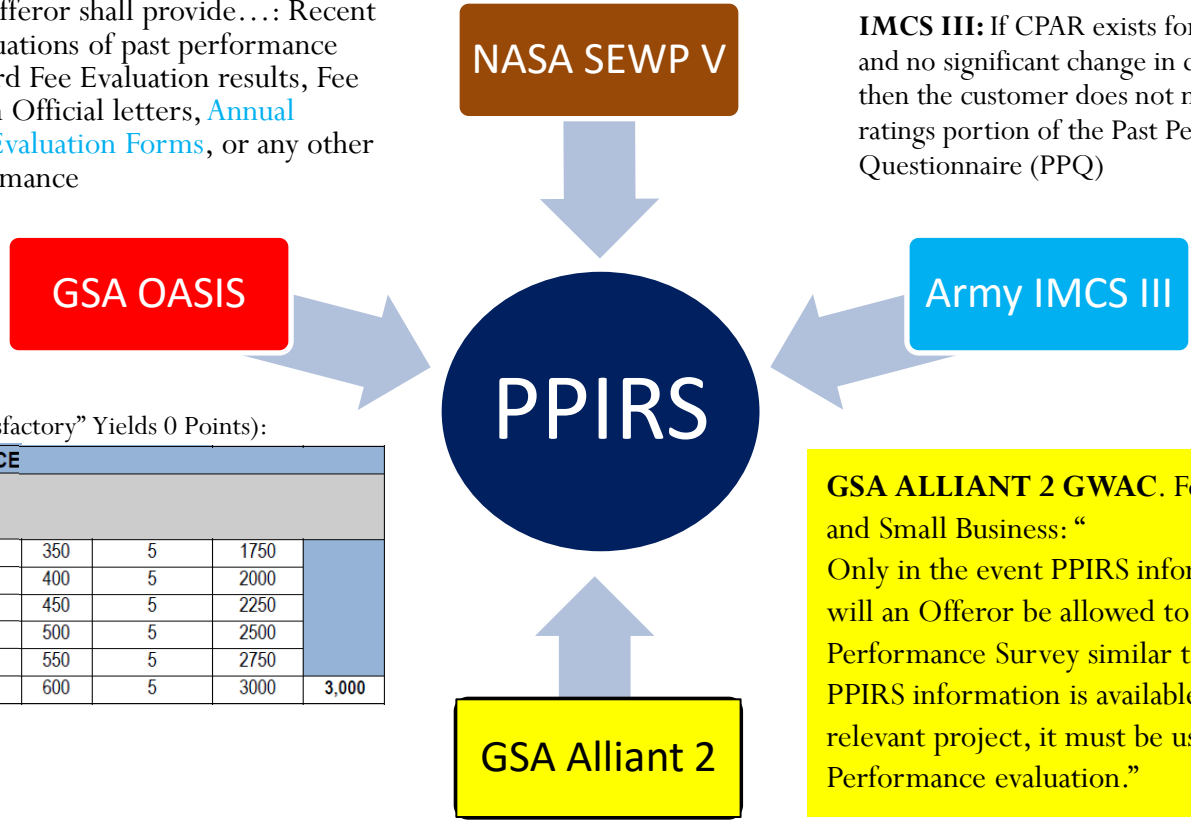 fferor shall provide…: Recent
uations of past performance
rd Fee Evaluation results, Fee
Official letters, Annual
Evaluation Forms, or any other
rmance
NASA SEWP V
IMCS III: If CPAR exists for
and no significant change in
then the customer does not
ratings portion of the Past
Questionnaire (PPQ)
GSA OASIS
Army IMCS III
PPIRS
sfactory” Yields 0 Points):
CE
350 5 1750
400 5 2000
450 5 2250
500 5 2500
550 5 2750
600 5 3000 3,000
GSA Alliant 2
GSA ALLIANT 2 GWAC.
and Small Business: “
Only in the event PPIRS
will an Offeror be allowed to
Performance Survey similar
PPIRS information is available
relevant project, it must be
Performance evaluation.”